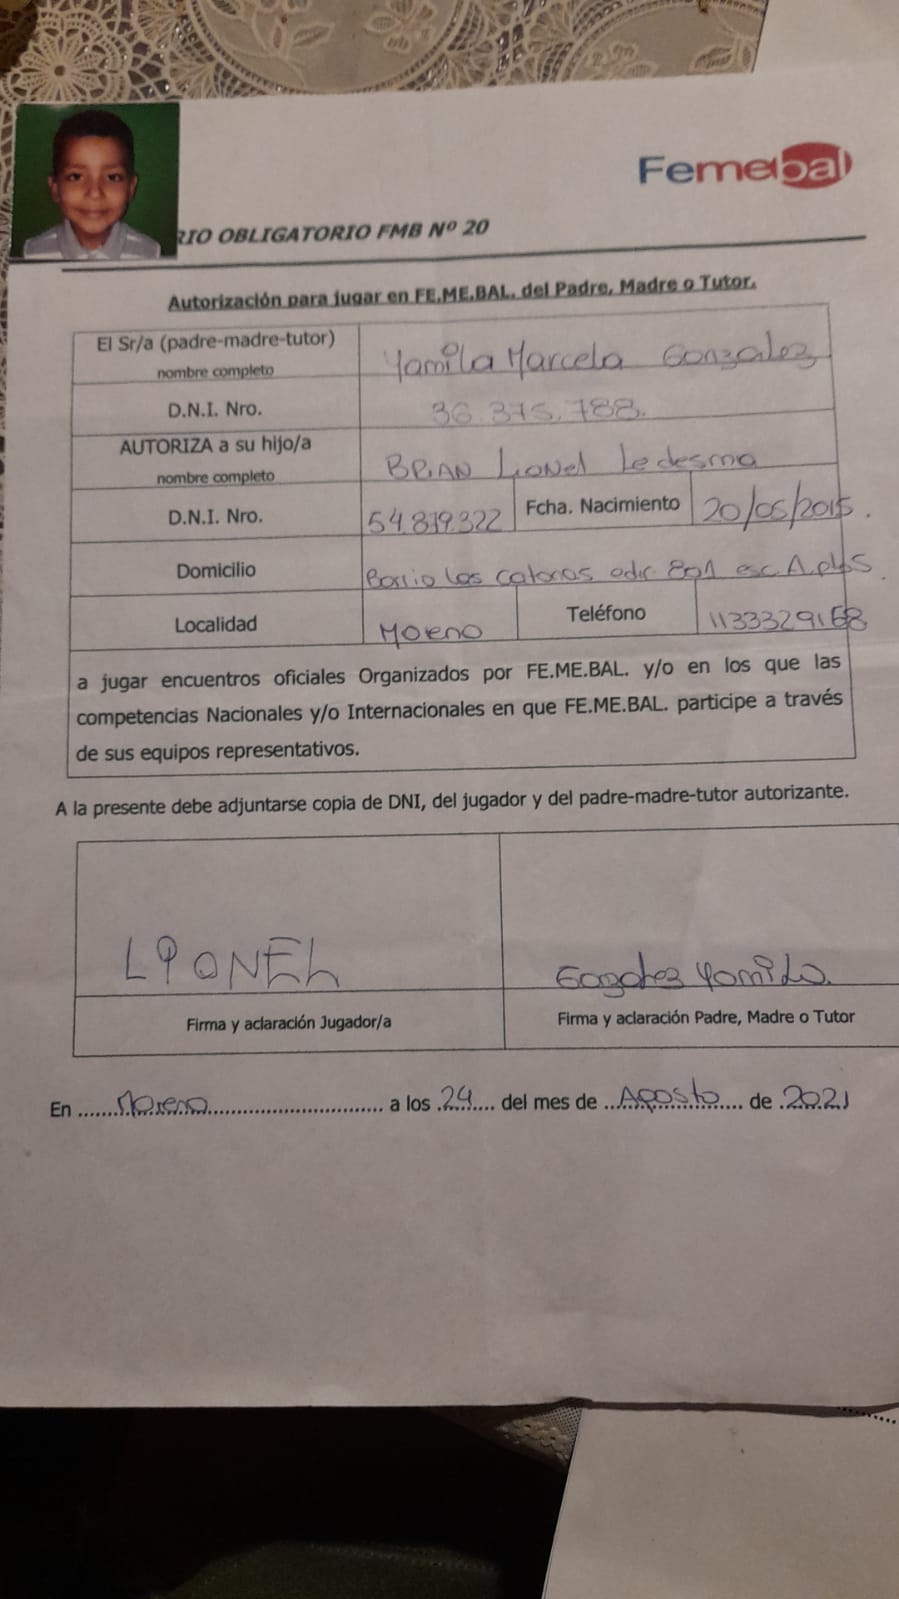 Femebal
RIO OBLIGATORIO FMB Nº 20
Autorización para jugar en FE.ME.BAL. del Padre, Madre o Tutor.
El Sr/a (padre-madre-tutor)
nombre completo
Yamila Marcela Gonzalez
D.N.I. Nro.
36.375.788.
AUTORIZA a su hijo/a
nombre completo
BRIAN Lionel Ledesma
D.N.I. Nro.
54.879.322
Fcha. Nacimiento
20/05/2015.
Domicilio
Barrio Las Catonas edif. 801 esc. A
Localidad
Moreno
Teléfono
1133329168
a jugar encuentros oficiales Organizados por FE.ME.BAL. y/o en los que las
competencias Nacionales y/o Internacionales en que FE.ME.BAL. participe a través
de sus equipos representativos.
A la presente debe adjuntarse copia de DNI, del jugador y del padre-madre-tutor autorizante.
LIONEL
Gonzalez Yamila.
Firma y aclaración Jugador/a
Firma y aclaración Padre, Madre o Tutor
En ......Moreno............................ a los .24.... del mes de ..Agosto.... de .2021